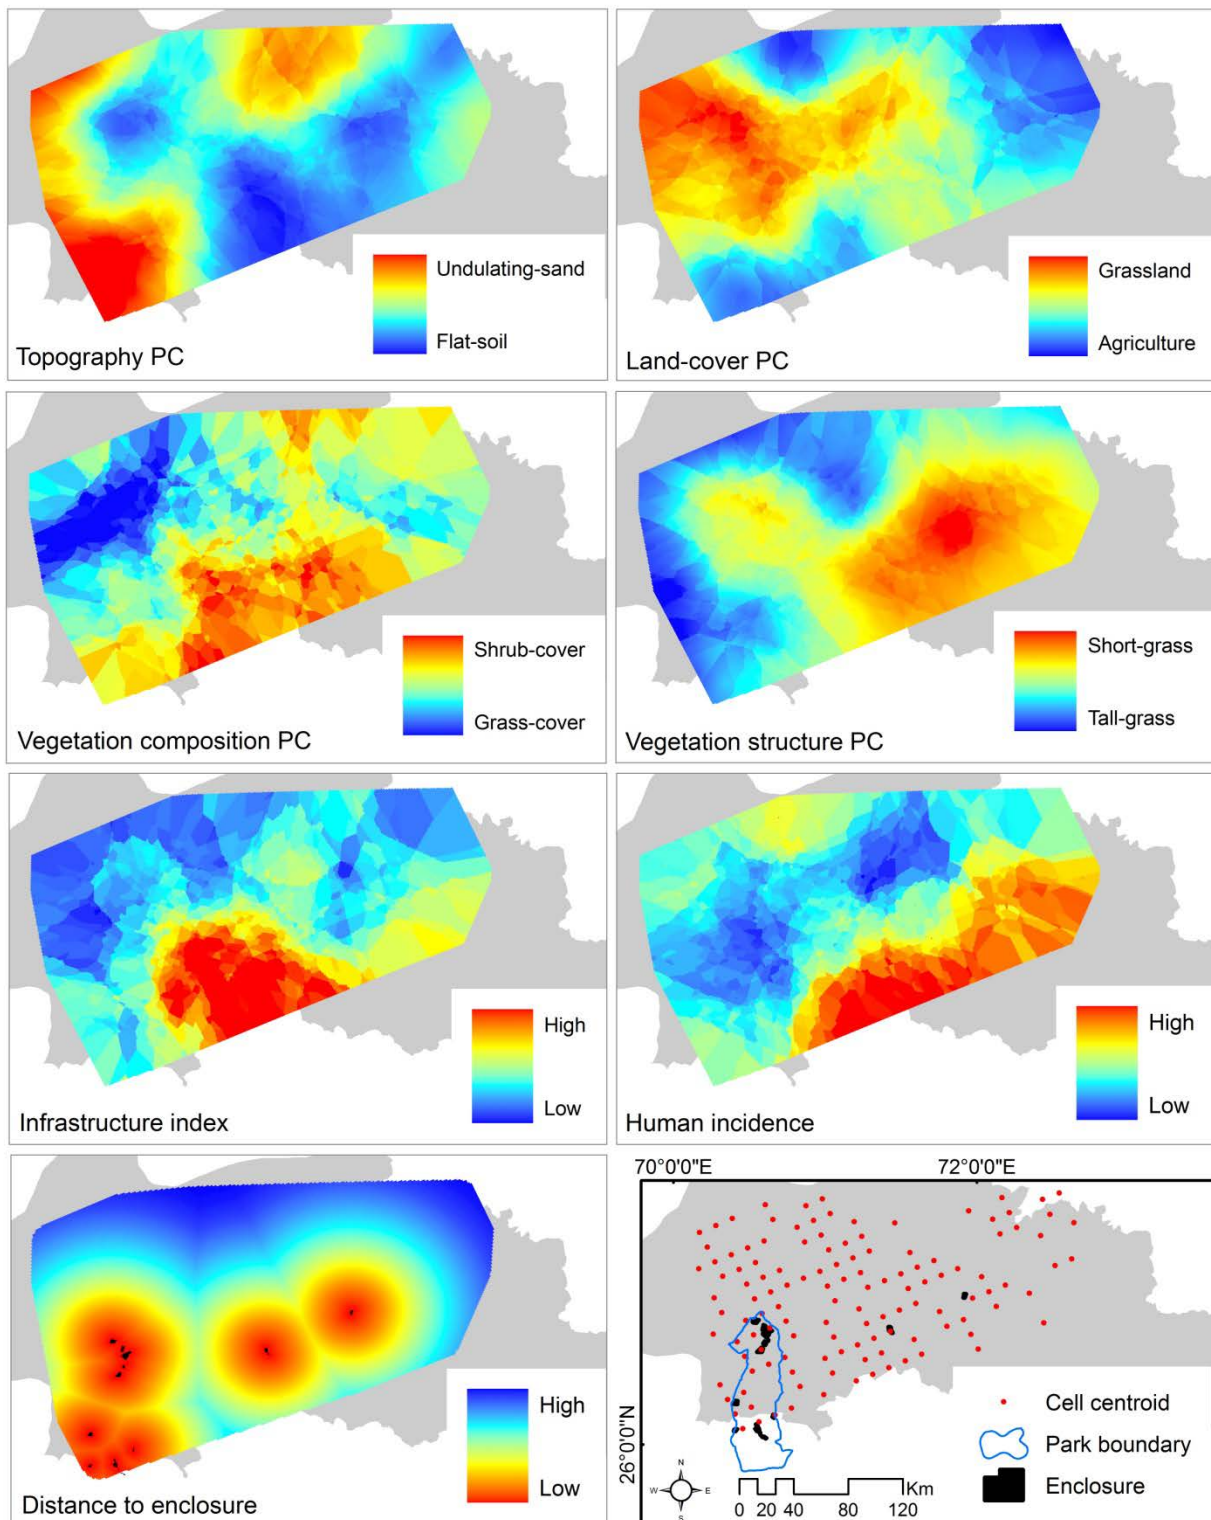 Undulating-sand
Flat-soil
Topography PC
Grassland
Agriculture
Land-cover PC
Shrub-cover
Grass-cover
Vegetation composition PC
Short-grass
Tall-grass
Vegetation structure PC
High
Low
Infrastructure index
High
Low
Human incidence
High
Low
Distance to enclosure
70°0'0"E 72°0'0"E
26°0'0"N
Cell centroid
Park boundary
Enclosure
N
W E
S
Km
0 20 40 80 120